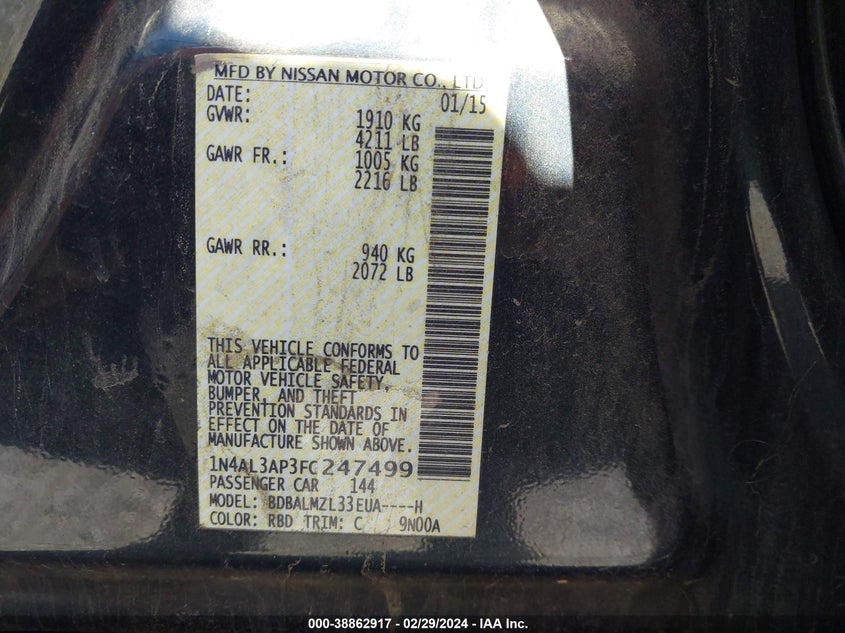 MFD BY NISSAN MOTOR CO., LTD
DATE: 01/15
GVWR: 1910 KG
4211 LB
GAWR FR.: 1005 KG
2216 LB
GAWR RR.: 940 KG
2072 LB
THIS VEHICLE CONFORMS TO
ALL APPLICABLE FEDERAL
MOTOR VEHICLE SAFETY,
BUMPER, AND THEFT
PREVENTION STANDARDS IN
EFFECT ON THE DATE OF
MANUFACTURE SHOWN ABOVE.
1N4AL3AP3FC247499
PASSENGER CAR 144
MODEL: BDBALMZL33EUA----H
COLOR: RBD TRIM: C 9N00A
000-38862917 - 02/29/2024 - IAA Inc.